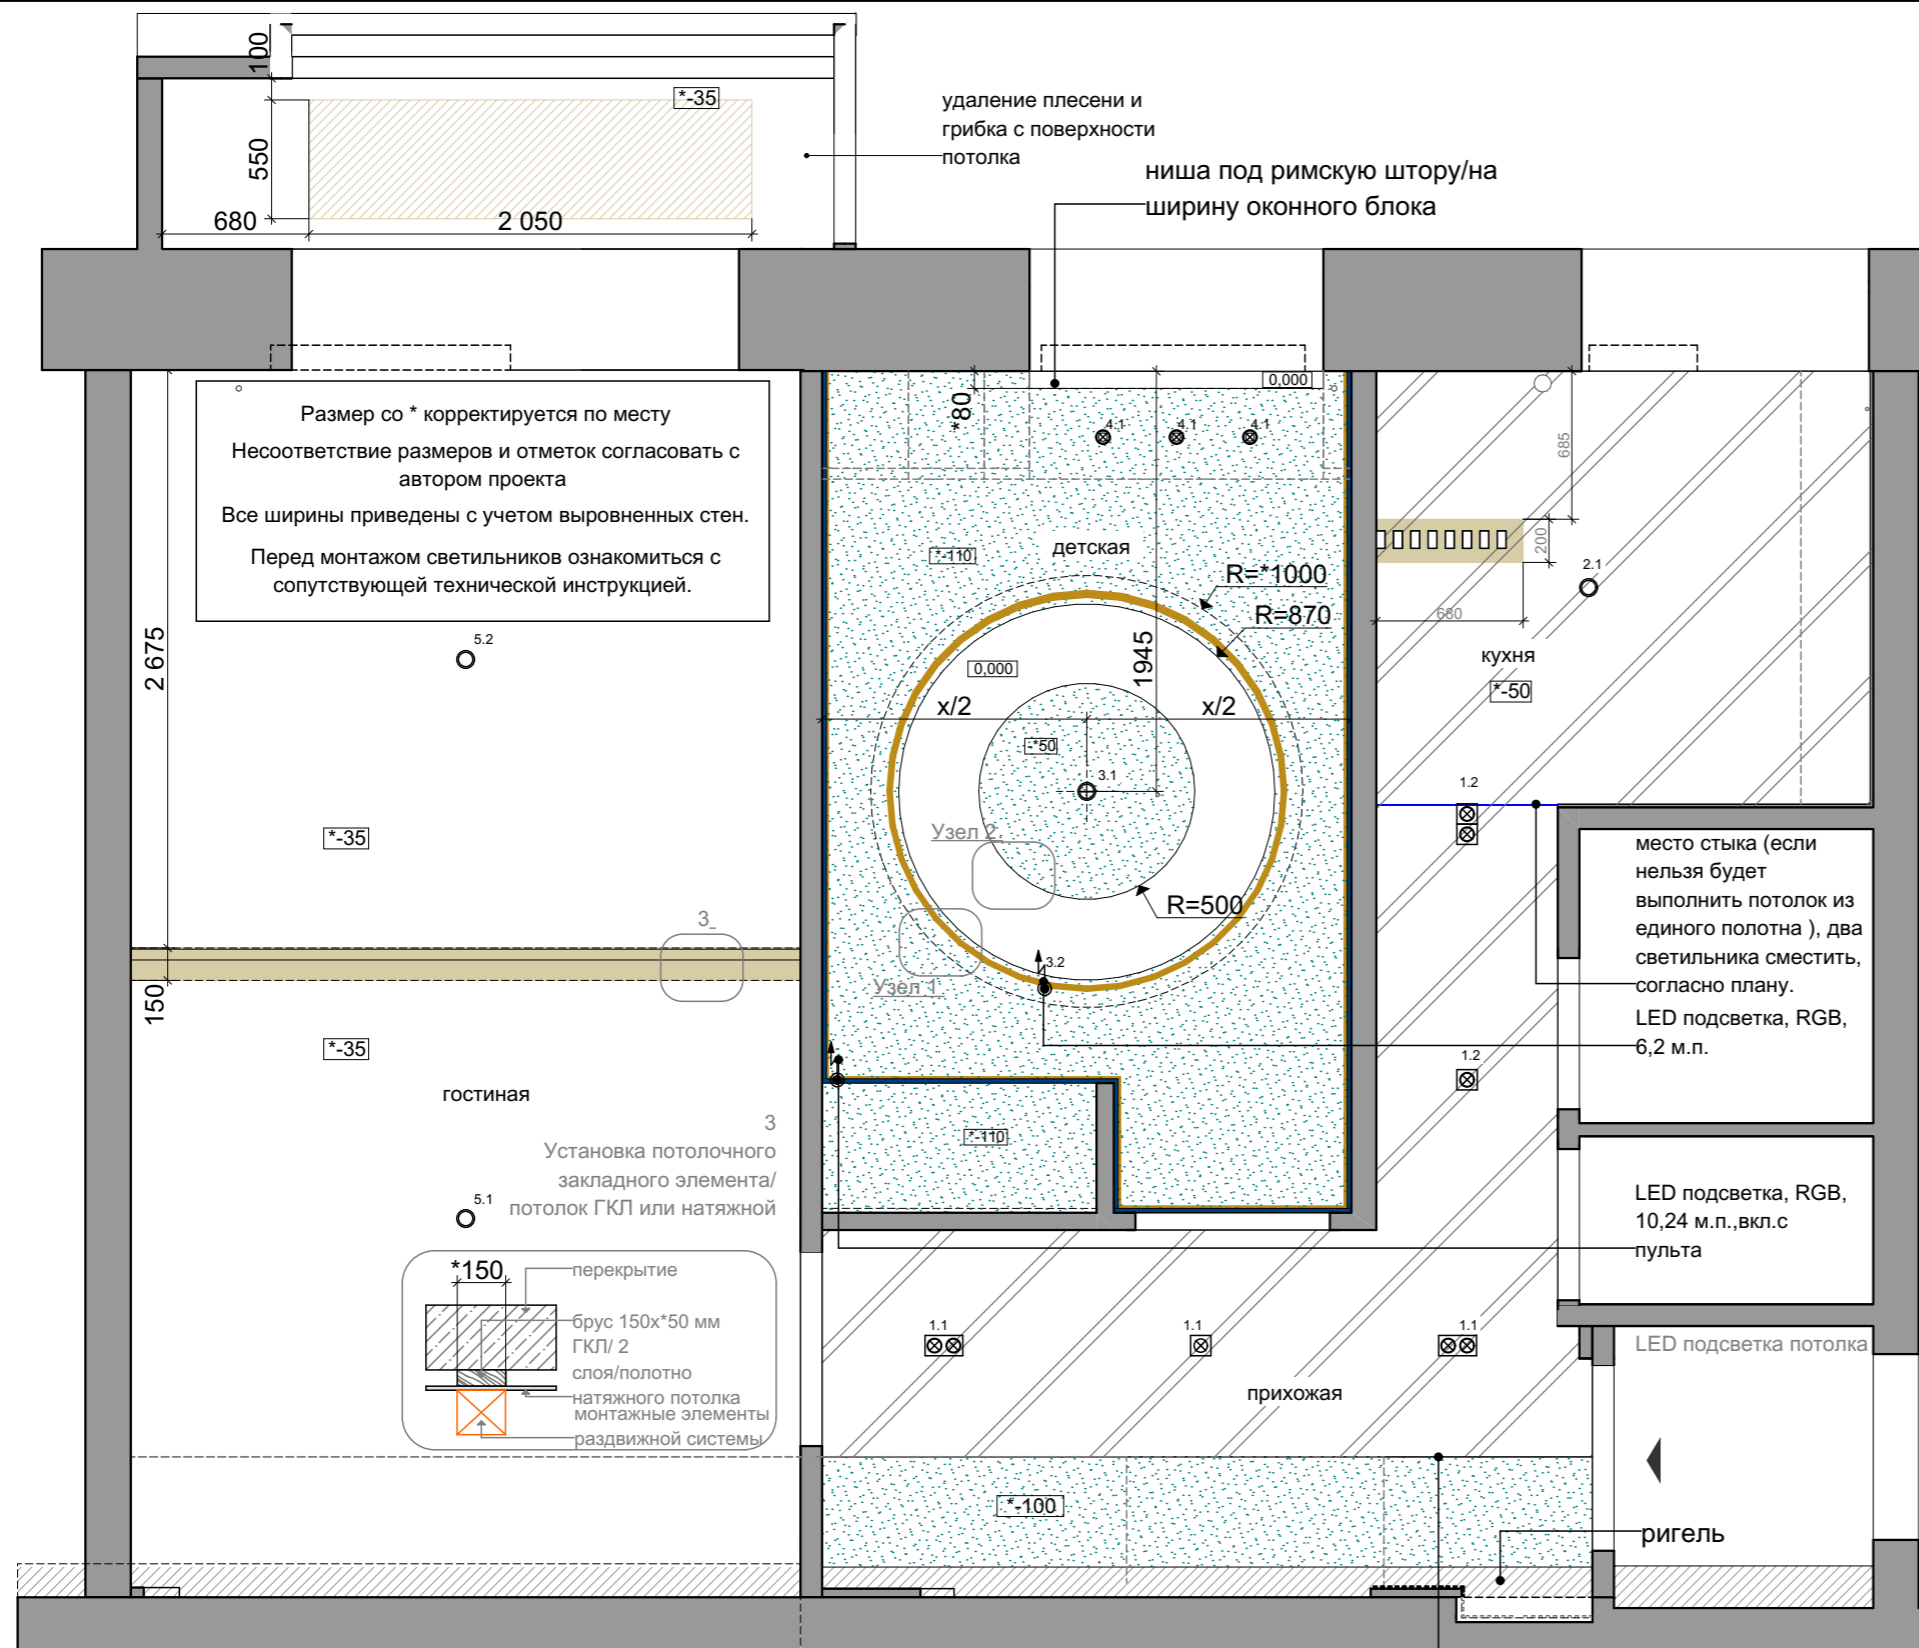 100
*-35
550
680
2 050
удаление плесени и
грибка с поверхности
потолка
ниша под римскую штору/на
ширину оконного блока
Размер со * корректируется по месту
Несоответствие размеров и отметок согласовать с
автором проекта
Все ширины приведены с учетом выровненных стен.
Перед монтажом светильников ознакомиться с
сопутствующей технической инструкцией.
0,000
*80
4.1
4.1
4.1
685
200
2.1
680
*-110
детская
R=*1000
R=870
1945
0,000
x/2
x/2
-*50
3.1
Узел 2
R=500
Узел 1
3.2
кухня
*-50
1.2
2 675
5.2
*-35
3_
150
*-35
гостиная
место стыка (если
нельзя будет
выполнить потолок из
единого полотна ), два
светильника сместить,
согласно плану.
LED подсветка, RGB,
6,2 м.п.
1.2
*-110
3
Установка потолочного
закладного элемента/
потолок ГКЛ или натяжной
5.1
LED подсветка, RGB,
10,24 м.п.,вкл.с
пульта
*150
перекрытие
брус 150x*50 мм
ГКЛ/ 2
слоя/полотно
натяжного потолка
монтажные элементы
раздвижной системы
1.1
1.1
1.1
LED подсветка потолка
прихожая
*-100
ригель